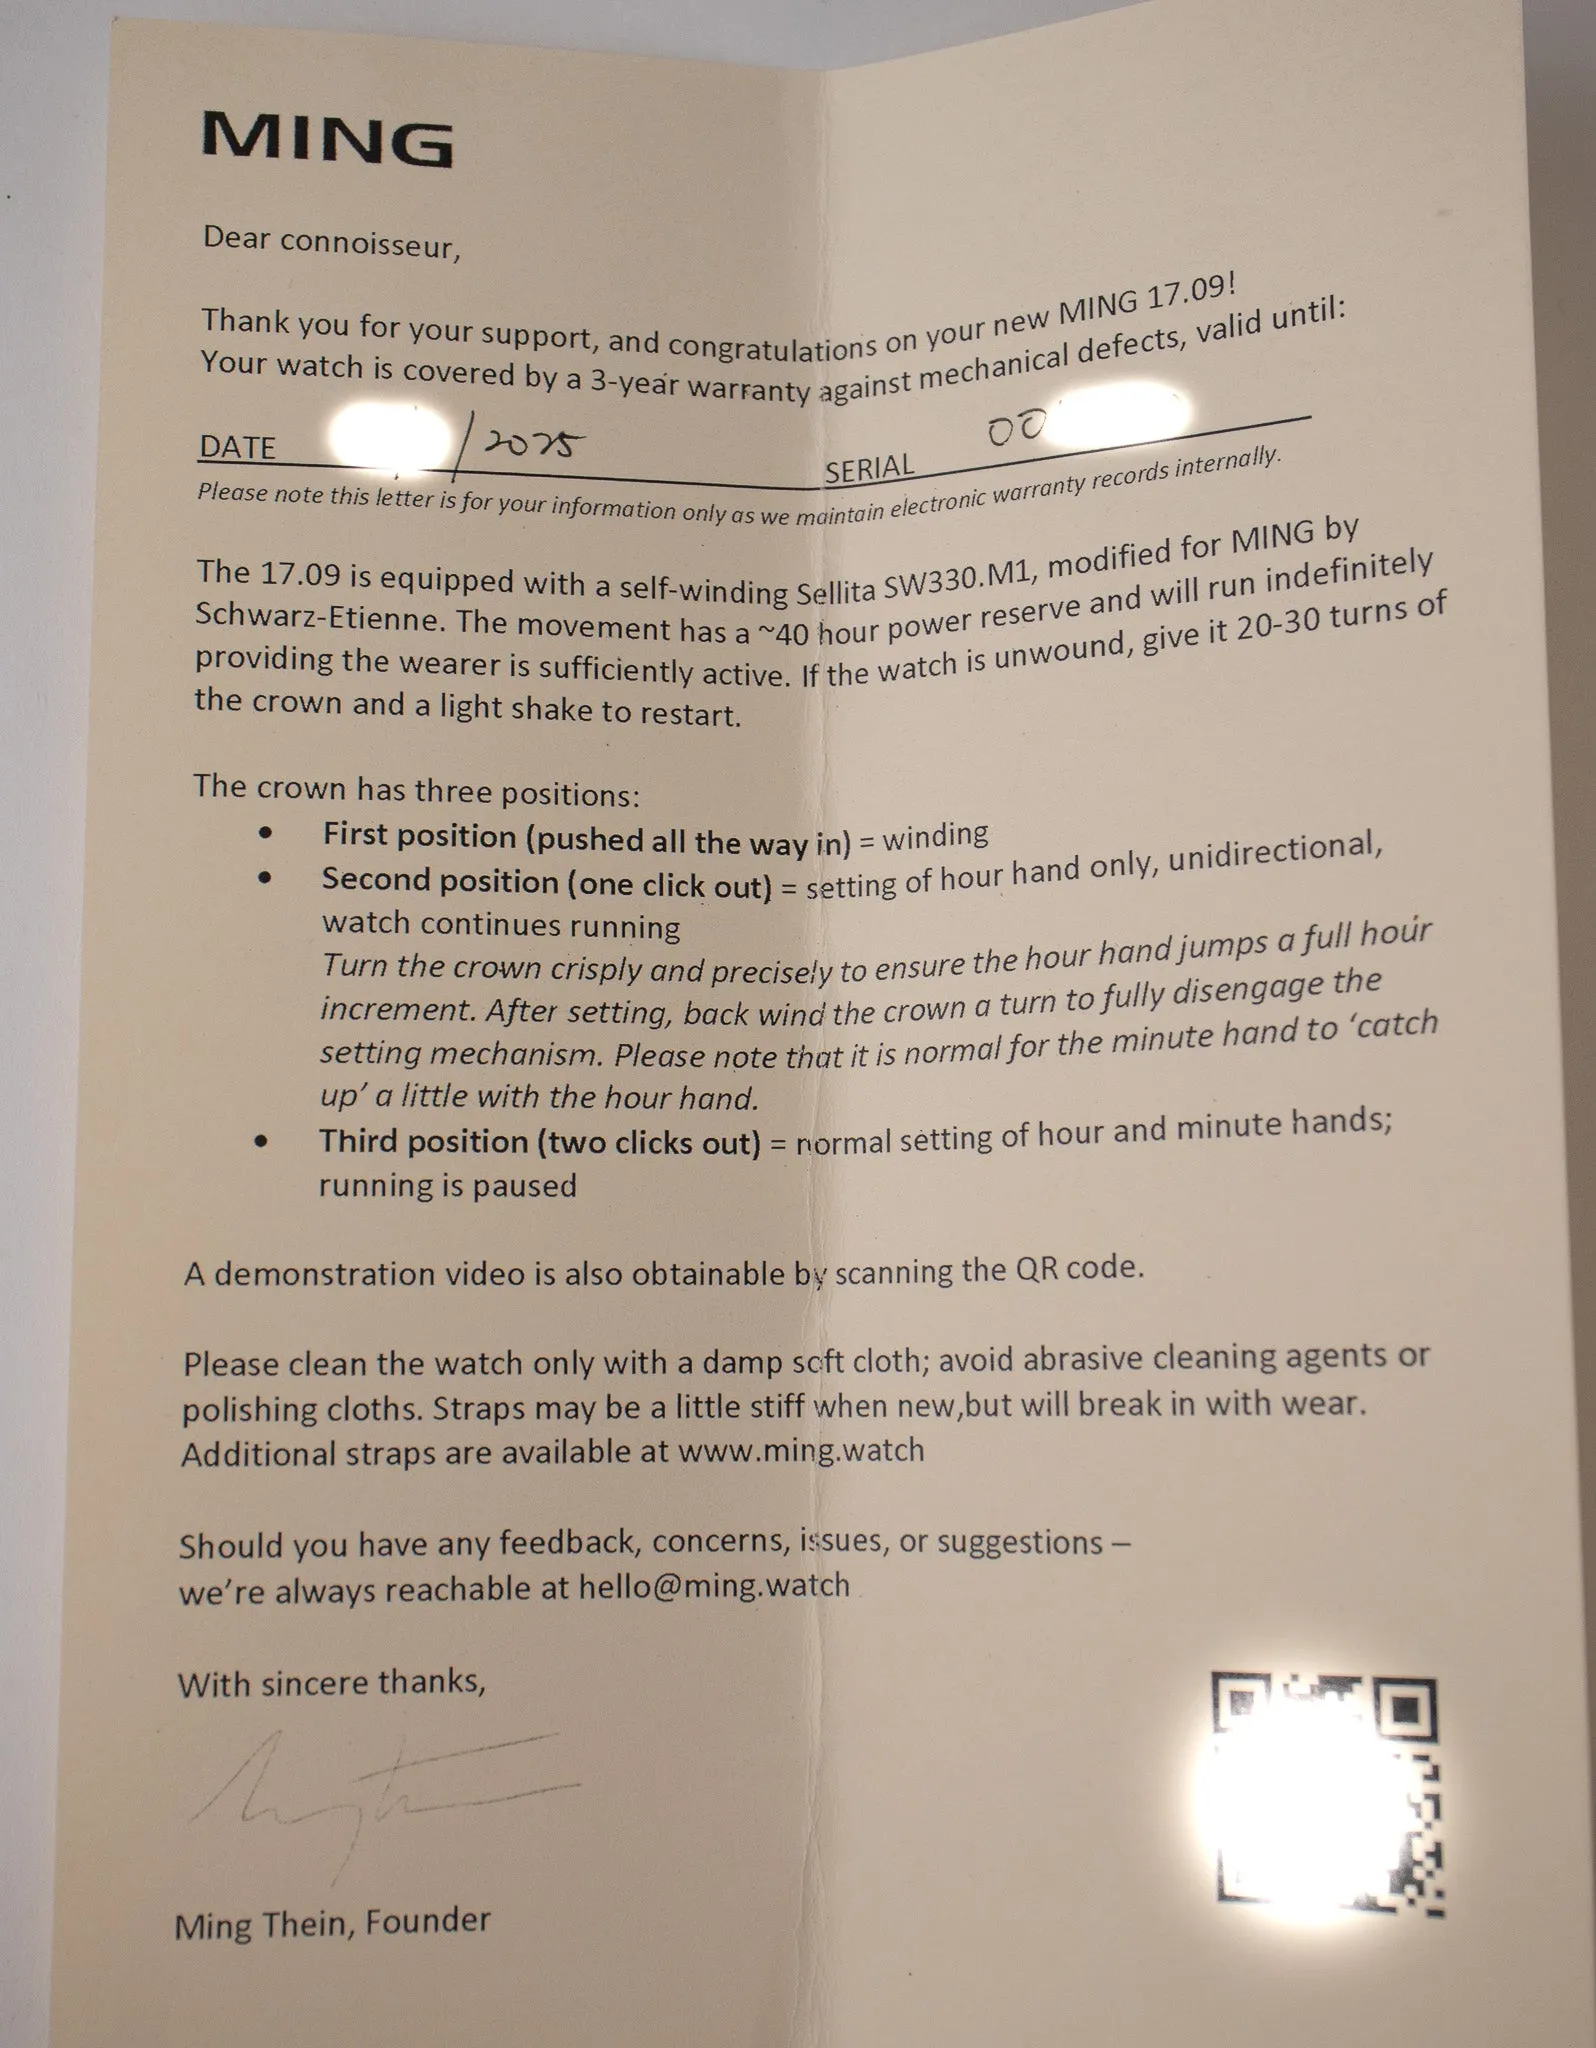 MING
Dear connoisseur,
Thank you for your support, and congratulations on your new MING 17.09!
Your watch is covered by a 3-year warranty against mechanical defects, valid until:
DATE /2025 SERIAL 00
Please note this letter is for your information only as we maintain electronic warranty records internally.
The 17.09 is equipped with a self-winding Sellita SW330.M1, modified for MING by
Schwarz-Etienne. The movement has a ~40 hour power reserve and will run indefinitely
providing the wearer is sufficiently active. If the watch is unwound, give it 20-30 turns of
the crown and a light shake to restart.
The crown has three positions:
• First position (pushed all the way in) = winding
• Second position (one click out) = setting of hour hand only, unidirectional,
watch continues running
Turn the crown crisply and precisely to ensure the hour hand jumps a full hour
increment. After setting, back wind the crown a turn to fully disengage the
setting mechanism. Please note that it is normal for the minute hand to ‘catch
up’ a little with the hour hand.
• Third position (two clicks out) = normal setting of hour and minute hands;
running is paused
A demonstration video is also obtainable by scanning the QR code.
Please clean the watch only with a damp soft cloth; avoid abrasive cleaning agents or
polishing cloths. Straps may be a little stiff when new,but will break in with wear.
Additional straps are available at www.ming.watch
Should you have any feedback, concerns, issues, or suggestions –
we’re always reachable at hello@ming.watch
With sincere thanks,
Ming Thein, Founder